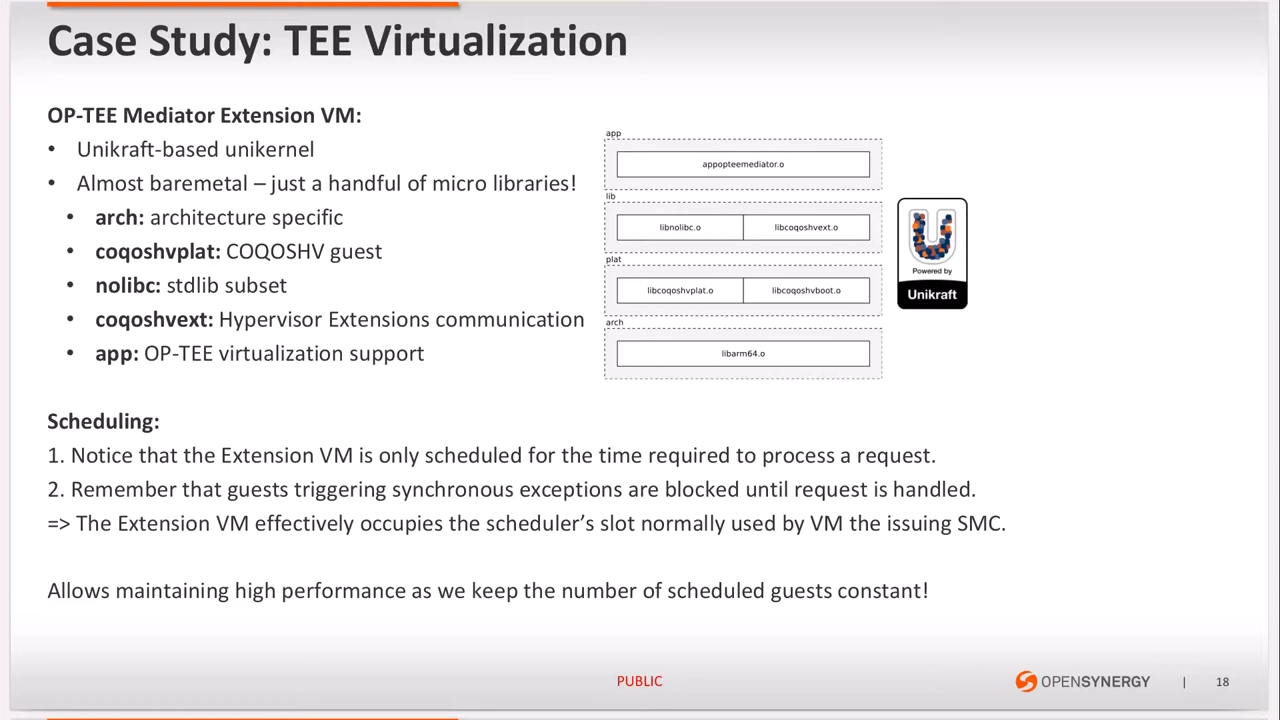 Case Study: TEE Virtualization
OP-TEE Mediator Extension VM:
• Unikraft-based unikernel
• Almost baremetal – just a handful of micro libraries!
• arch: architecture specific
• coqoshvplat: COQOSHV guest
• nolibc: stdlib subset
• coqoshvext: Hypervisor Extensions communication
• app: OP-TEE virtualization support
app
appopteemediator.o
lib
libnolibc.o libcoqoshvext.o
plat
libcoqoshvplat.o libcoqoshvboot.o
arch
libarm64.o
Powered by
Unikraft
Scheduling:
1. Notice that the Extension VM is only scheduled for the time required to process a request.
2. Remember that guests triggering synchronous exceptions are blocked until request is handled.
=> The Extension VM effectively occupies the scheduler’s slot normally used by VM the issuing SMC.
Allows maintaining high performance as we keep the number of scheduled guests constant!
PUBLIC
OPENSYNERGY | 18